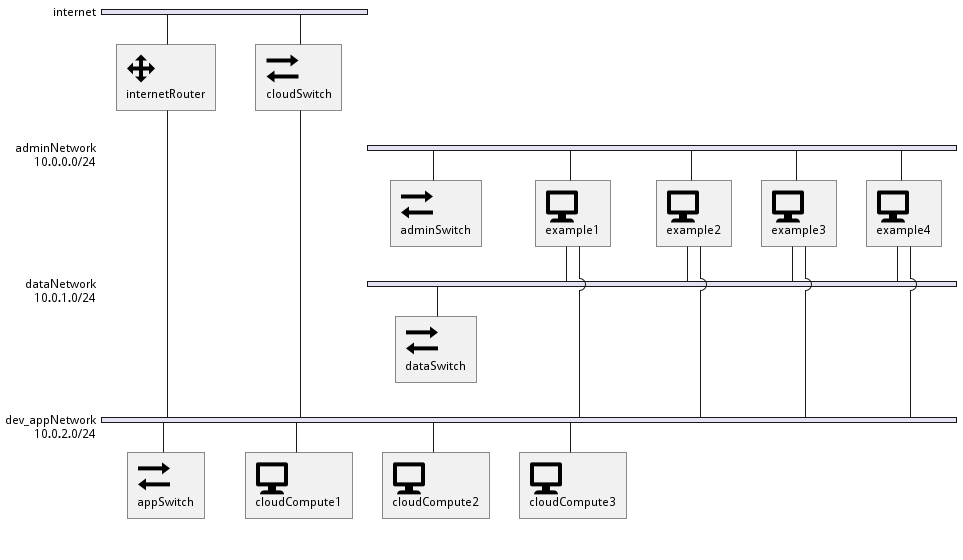 internet
internetRouter
cloudSwitch
adminNetwork
10.0.0.0/24
adminSwitch
example1
example2
example3
example4
dataNetwork
10.0.1.0/24
dataSwitch
dev_appNetwork
10.0.2.0/24
appSwitch
cloudCompute1
cloudCompute2
cloudCompute3